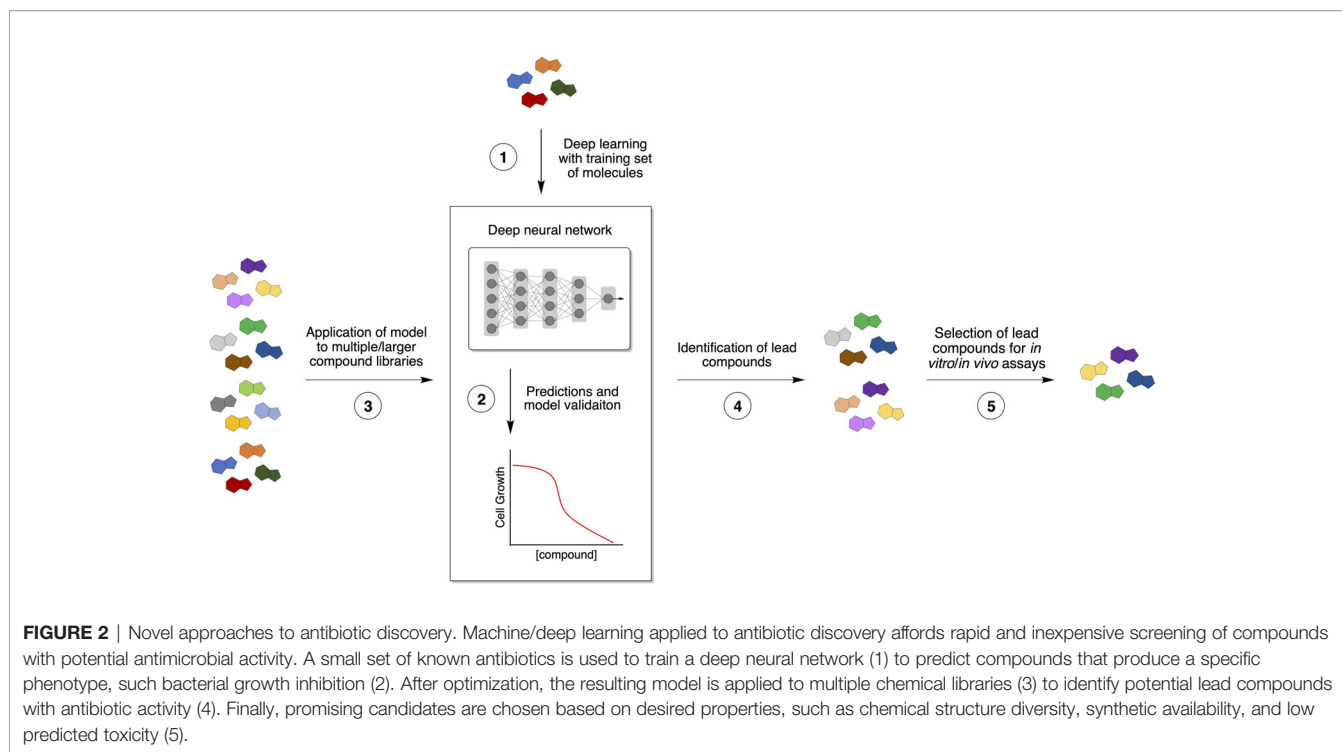 1
Deep learning
with training set
of molecules
Deep neural network
Application of model
to multiple/larger
compound libraries
3
2
Predictions and
model validaiton
Cell Growth
[compound]
Identification of lead
compounds
4
Selection of lead
compounds for in
vitro/in vivo assays
5
FIGURE 2 | Novel approaches to antibiotic discovery. Machine/deep learning applied to antibiotic discovery affords rapid and inexpensive screening of compounds
with potential antimicrobial activity. A small set of known antibiotics is used to train a deep neural network (1) to predict compounds that produce a specific
phenotype, such bacterial growth inhibition (2). After optimization, the resulting model is applied to multiple chemical libraries (3) to identify potential lead compounds
with antibiotic activity (4). Finally, promising candidates are chosen based on desired properties, such as chemical structure diversity, synthetic availability, and low
predicted toxicity (5).